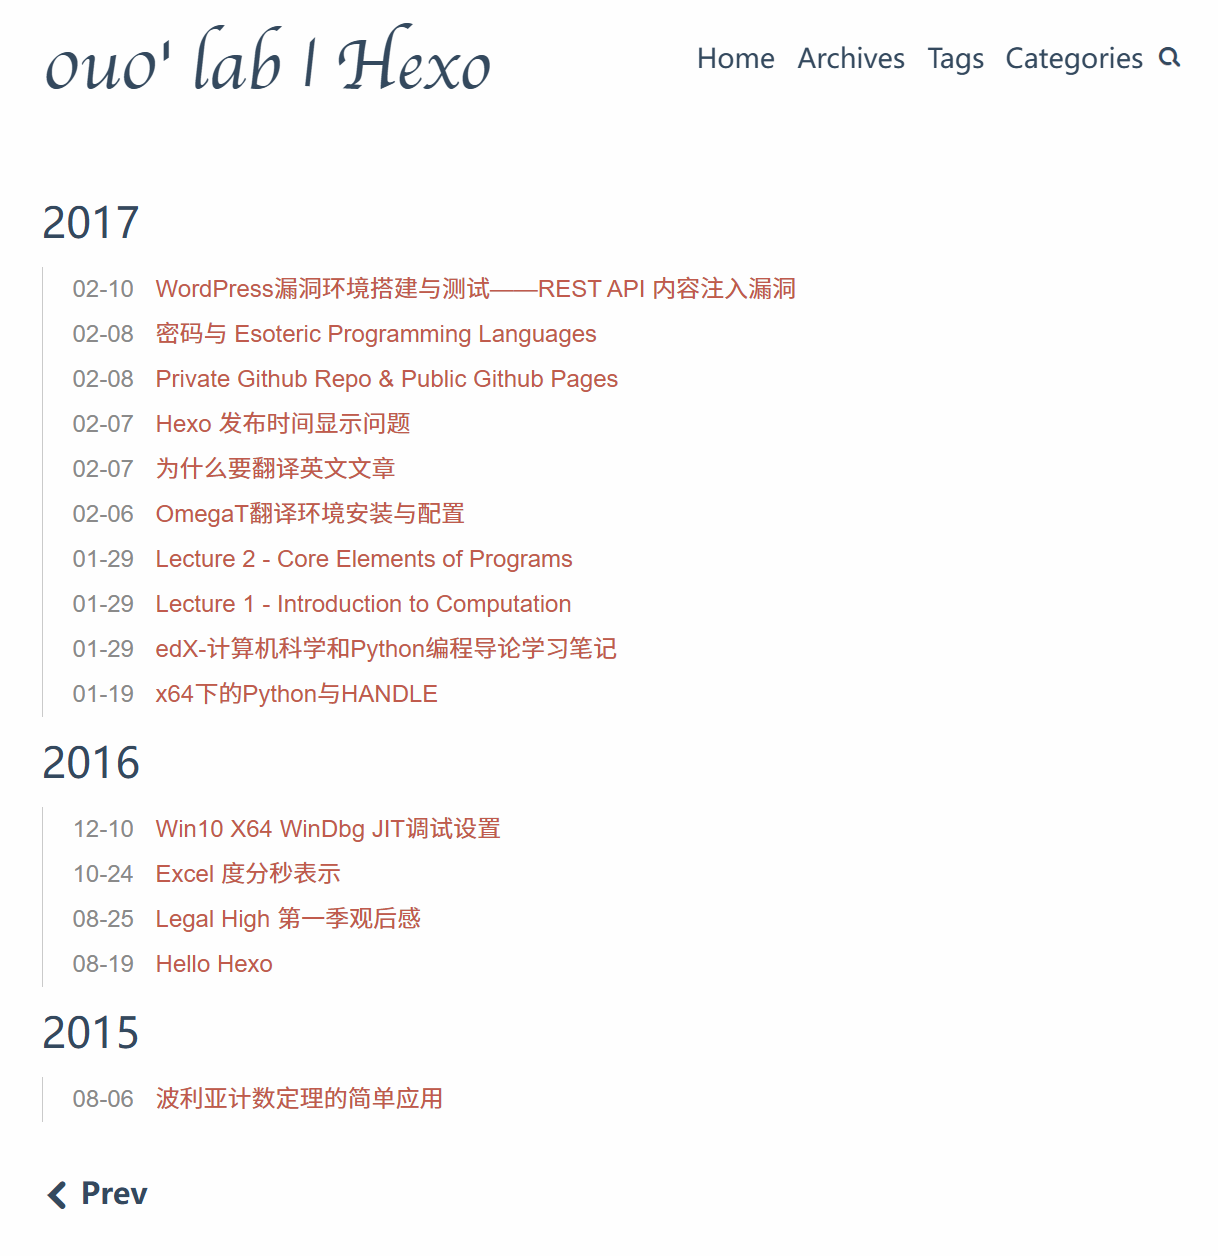 ouo' lab | Hexo
Home Archives Tags Categories
2017
02-10 WordPress漏洞环境搭建与测试——REST API 内容注入漏洞
02-08 密码与 Esoteric Programming Languages
02-08 Private Github Repo & Public Github Pages
02-07 Hexo 发布时间显示问题
02-07 为什么要翻译英文文章
02-06 OmegaT翻译环境安装与配置
01-29 Lecture 2 - Core Elements of Programs
01-29 Lecture 1 - Introduction to Computation
01-29 edX-计算机科学和Python编程导论学习笔记
01-19 x64下的Python与HANDLE
2016
12-10 Win10 X64 WinDbg JIT调试设置
10-24 Excel 度分秒表示
08-25 Legal High 第一季观后感
08-19 Hello Hexo
2015
08-06 波利亚计数定理的简单应用
Prev